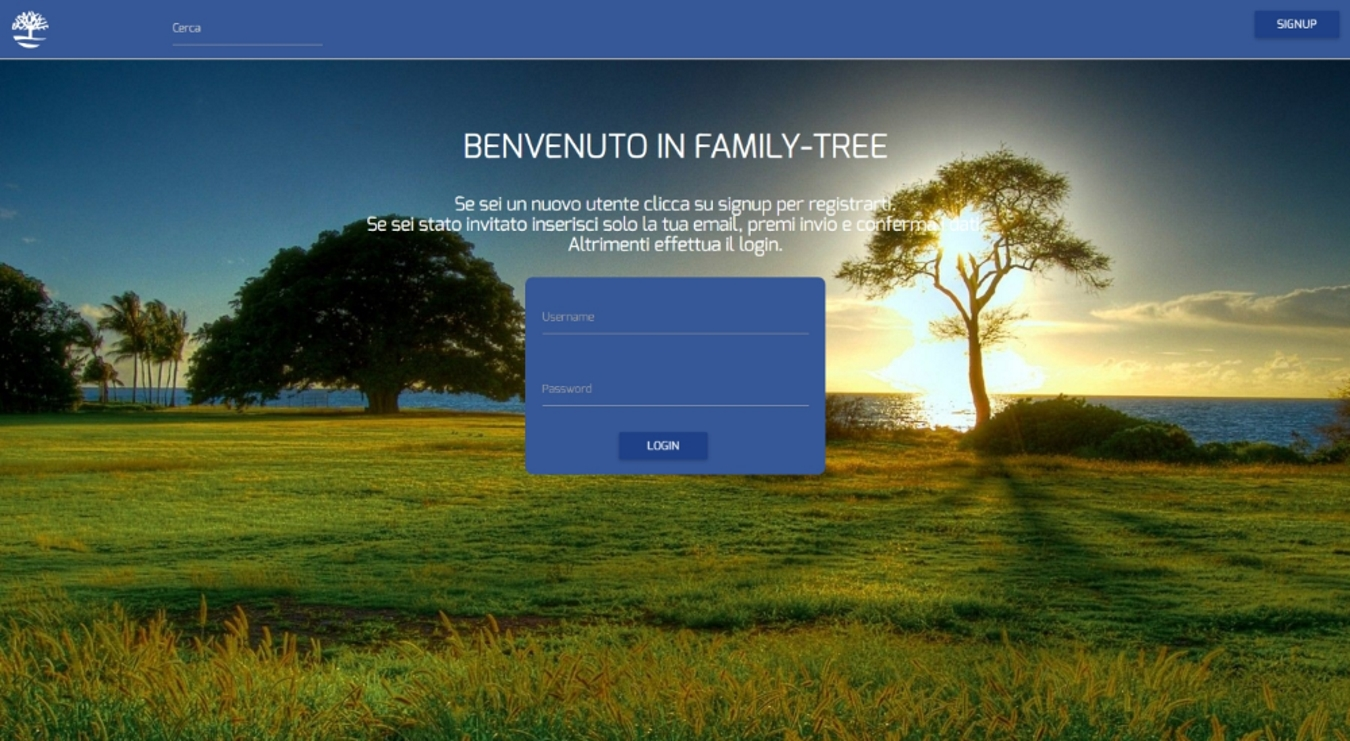 Cerca
SIGNUP
BENVENUTO IN FAMILY-TREE
Se sei un nuovo utente clicca su signup per registrarti.
Se sei stato invitato inserisci solo la tua email, premi invio e conferma i dati.
Altrimenti effettua il login.
Username
Password
LOGIN